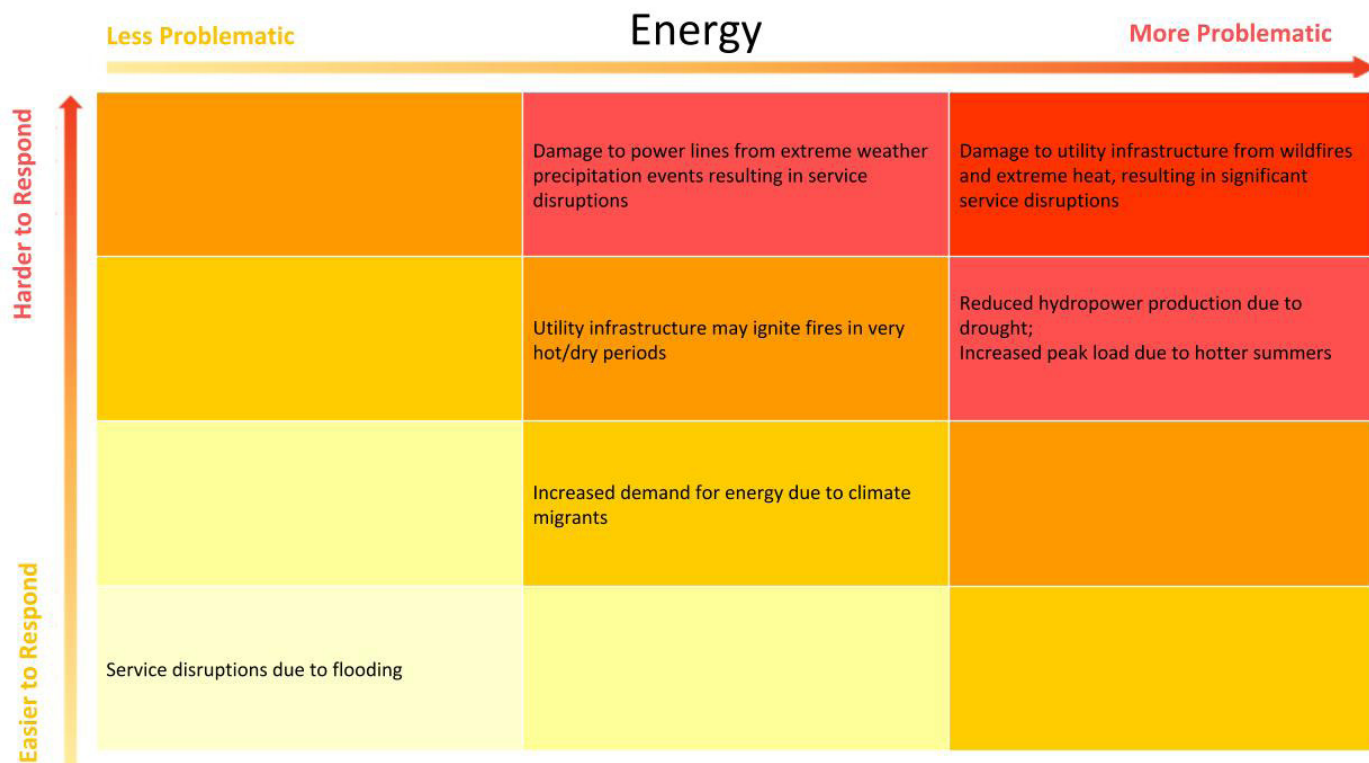 Energy
Less Problematic
More Problematic
Harder to Respond
Easier to Respond
Damage to power lines from extreme weather
precipitation events resulting in service
disruptions
Damage to utility infrastructure from wildfires
and extreme heat, resulting in significant
service disruptions
Utility infrastructure may ignite fires in very
hot/dry periods
Reduced hydropower production due to
drought;
Increased peak load due to hotter summers
Increased demand for energy due to climate
migrants
Service disruptions due to flooding